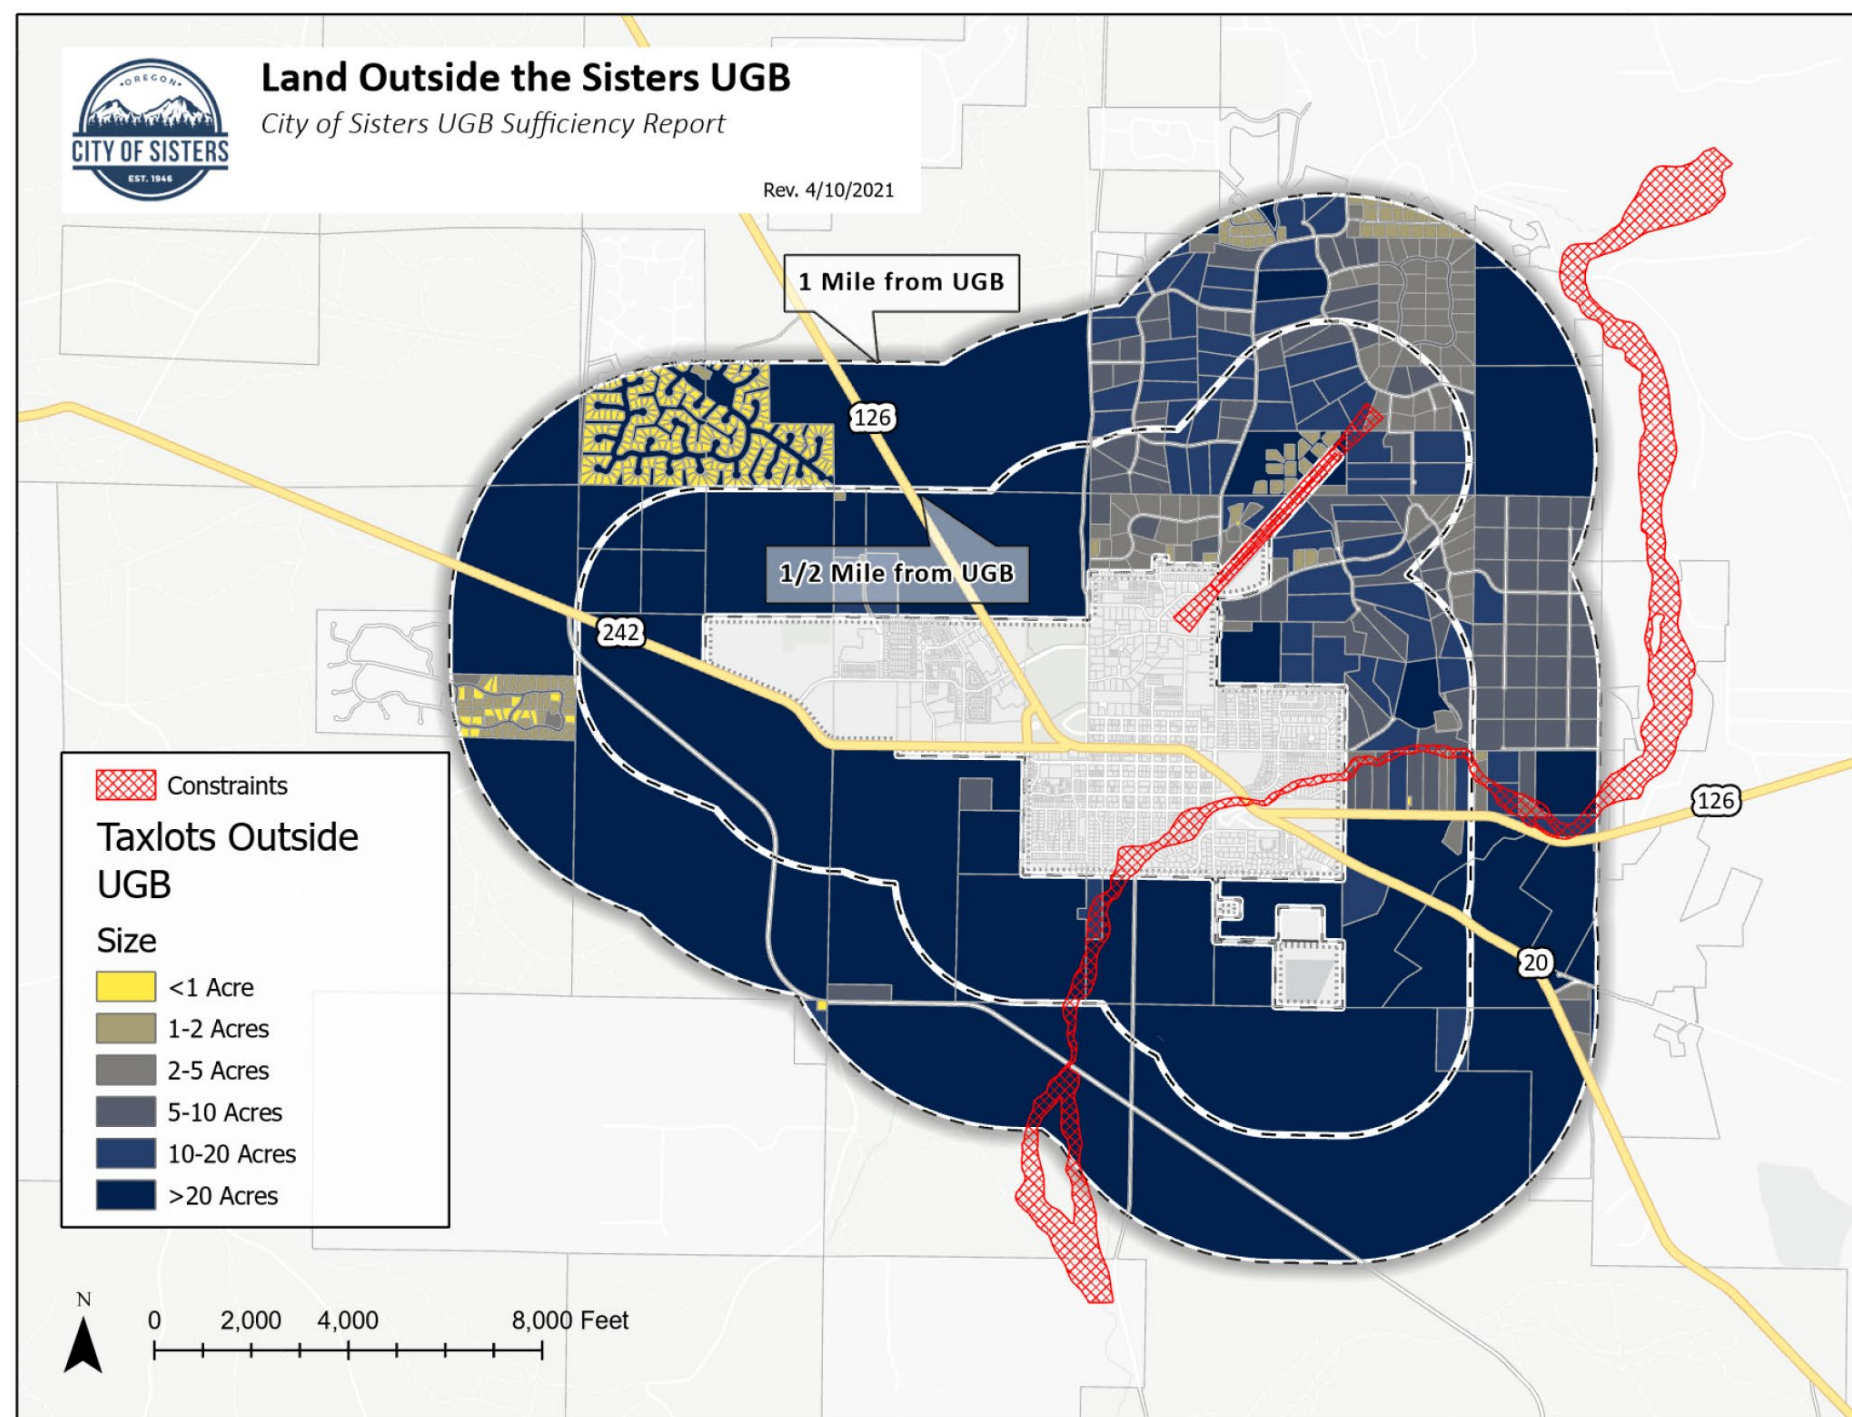 OREGON
CITY OF SISTERS
EST. 1946
Land Outside the Sisters UGB
City of Sisters UGB Sufficiency Report
Rev. 4/10/2021
1 Mile from UGB
126
1/2 Mile from UGB
242
126
20
Constraints
Taxlots Outside
UGB
Size
<1 Acre
1-2 Acres
2-5 Acres
5-10 Acres
10-20 Acres
>20 Acres
N
0 2,000 4,000 8,000 Feet